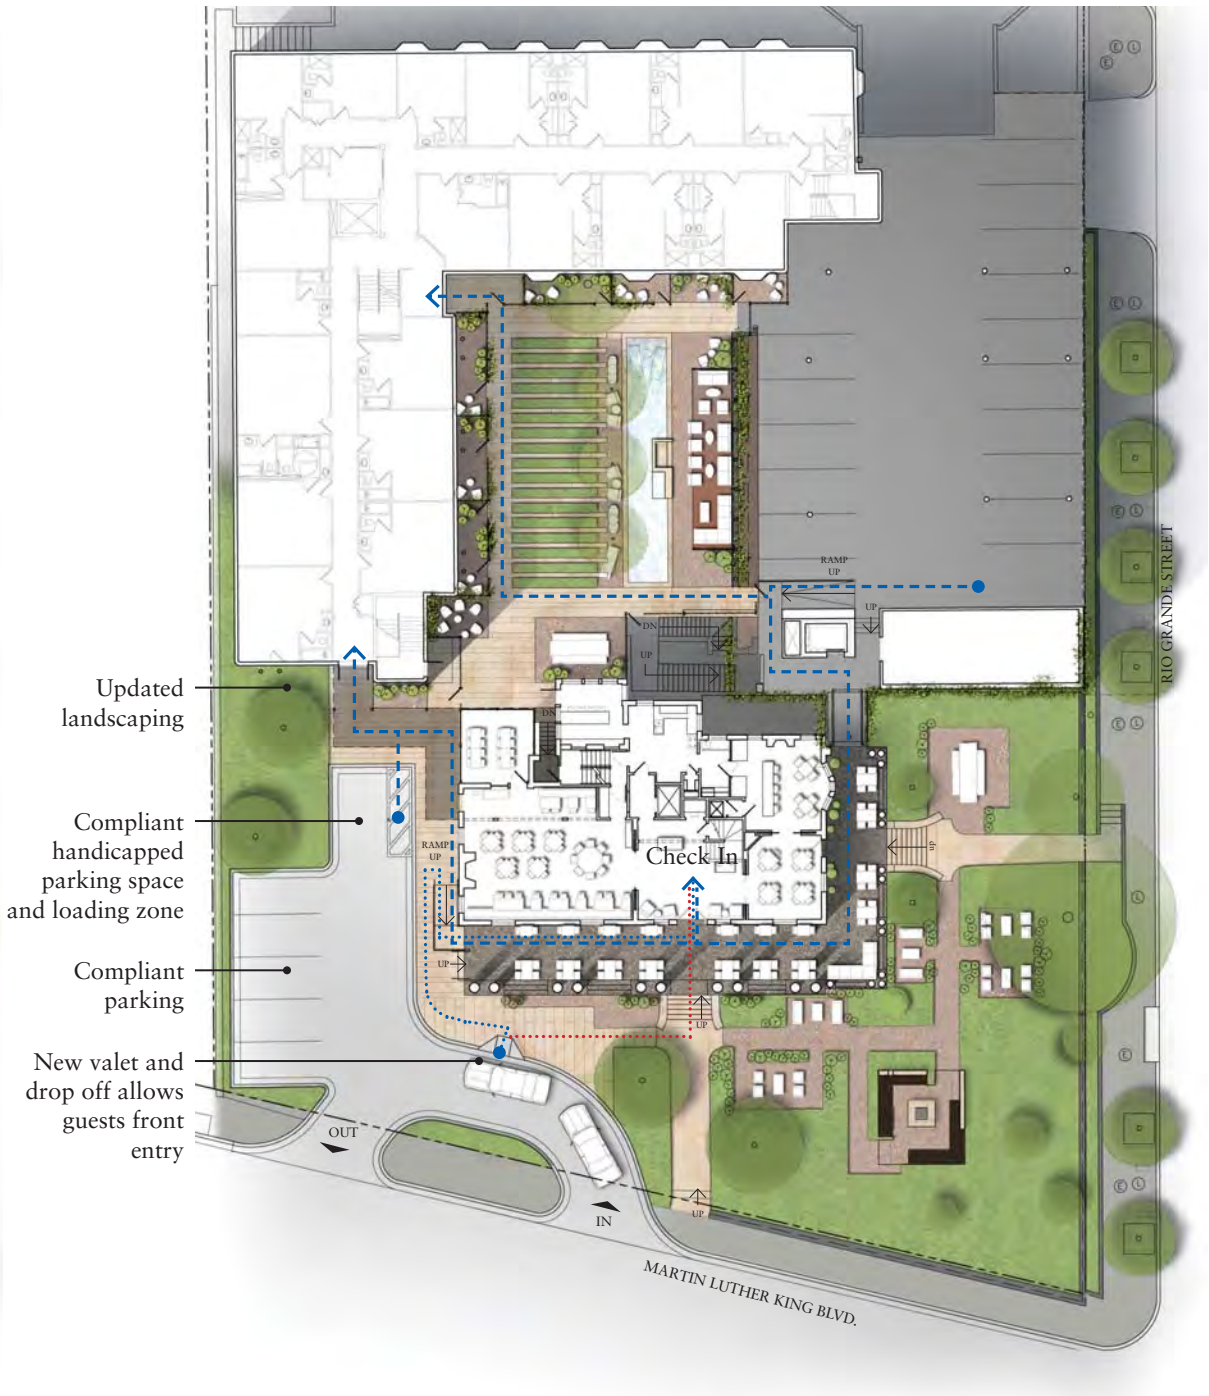 RAMP
UP
UP
RIO GRANDE STREET
DN
UP
Updated
landscaping
DN
Compliant
handicapped
parking space
and loading zone
RAMP
UP
Check In
UP
Compliant
parking
UP
UP
New valet and
drop off allows
guests front
entry
OUT
IN
UP
MARTIN LUTHER KING BLVD.
E L
E
E L
E L
E L
E L
L
E
E L